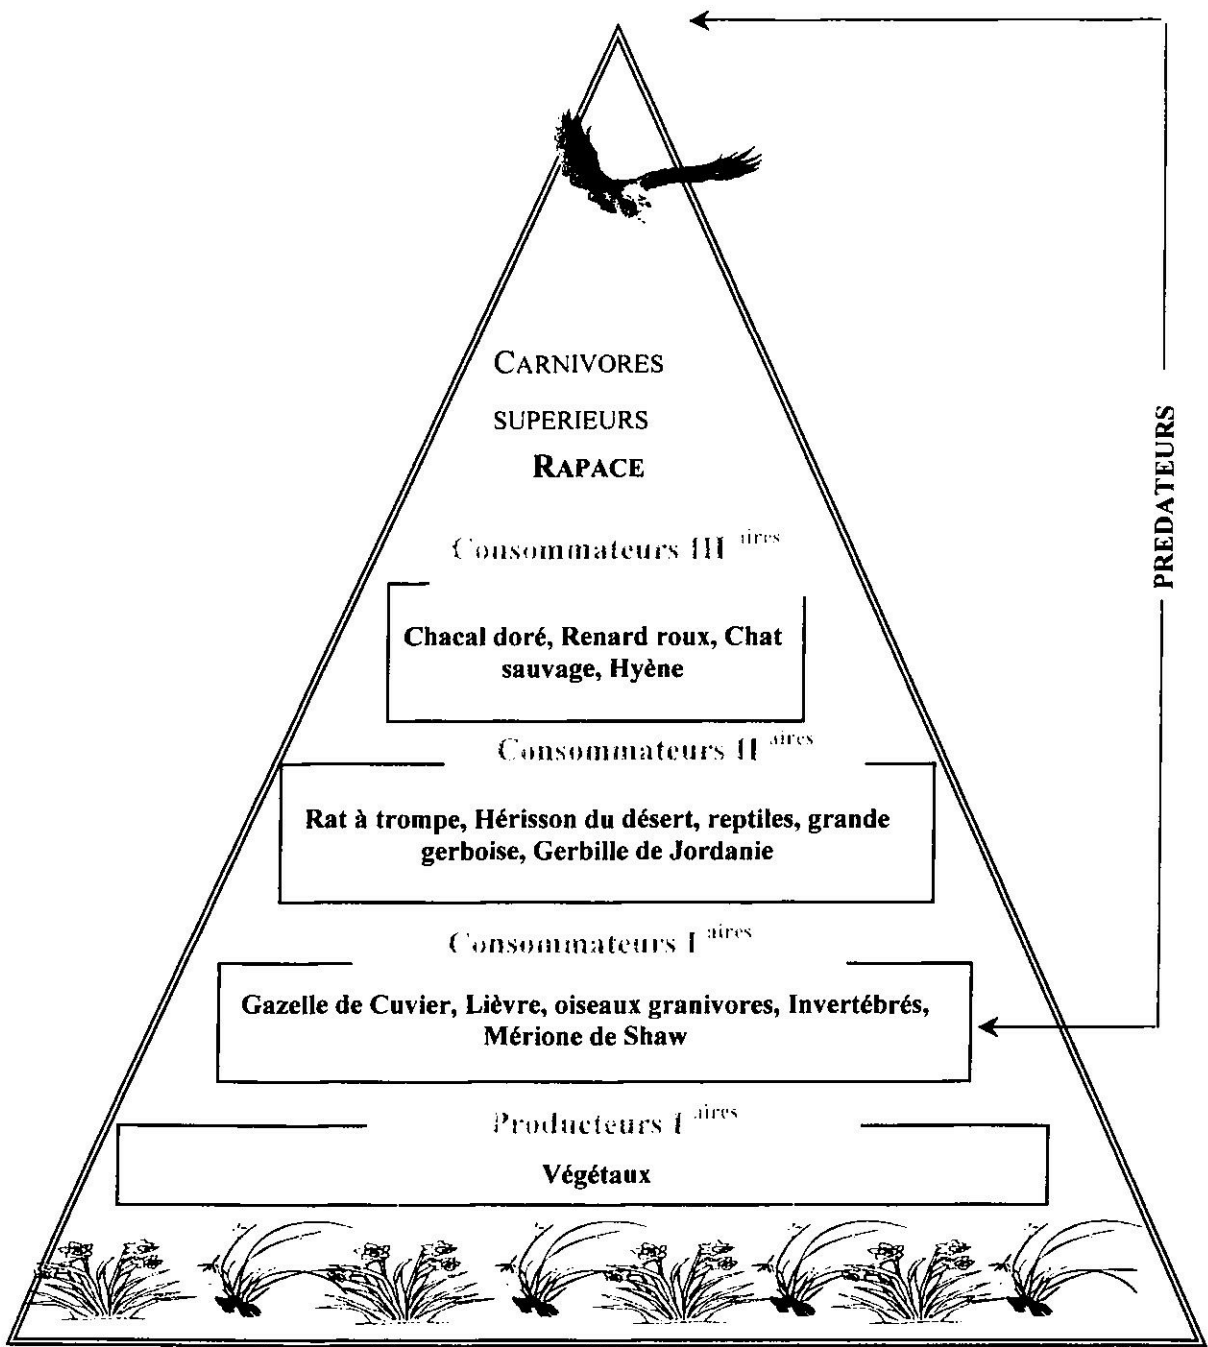 CARNIVORES
SUPERIEURS
RAPACE
Consommateurs III aires
Chacal doré, Renard roux, Chat
sauvage, Hyène
Consommateurs II aires
Rat à trompe, Hérisson du désert, reptiles, grande
gerboise, Gerbille de Jordanie
Consommateurs I aires
Gazelle de Cuvier, Lièvre, oiseaux granivores, Invertébrés,
Mérione de Shaw
Producteurs I aires
Végétaux
PREDATEURS